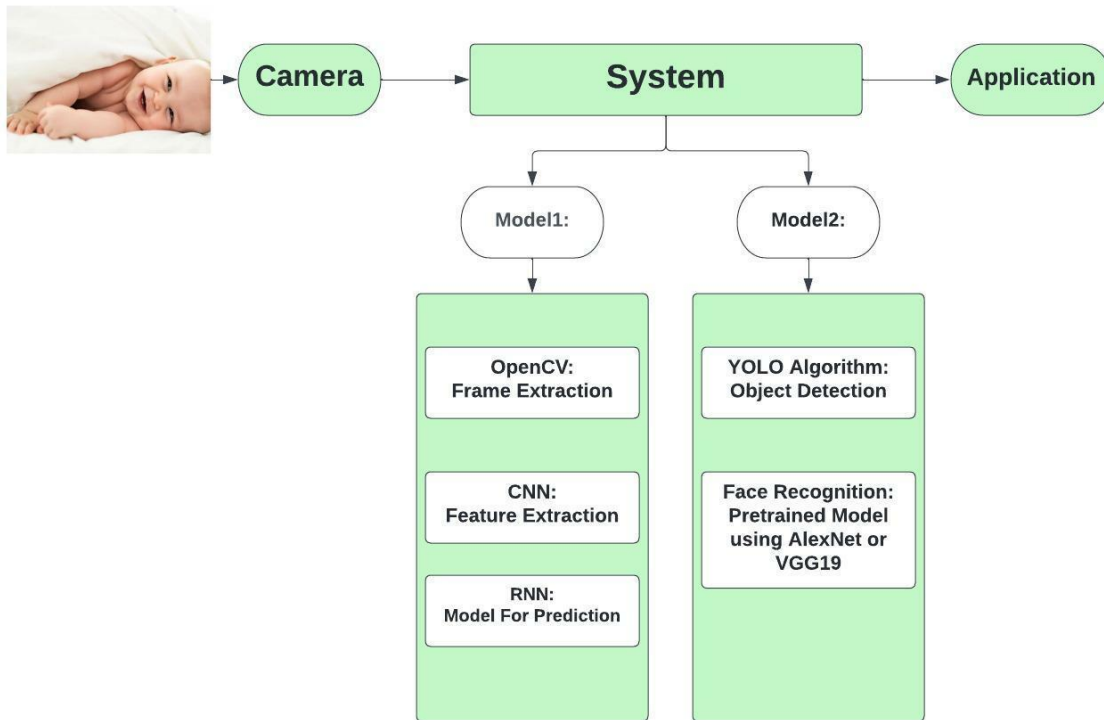 Camera
System
Application
Model1:
Model2:
OpenCV:
Frame Extraction
CNN:
Feature Extraction
RNN:
Model For Prediction
YOLO Algorithm:
Object Detection
Face Recognition:
Pretrained Model
using AlexNet or
VGG19